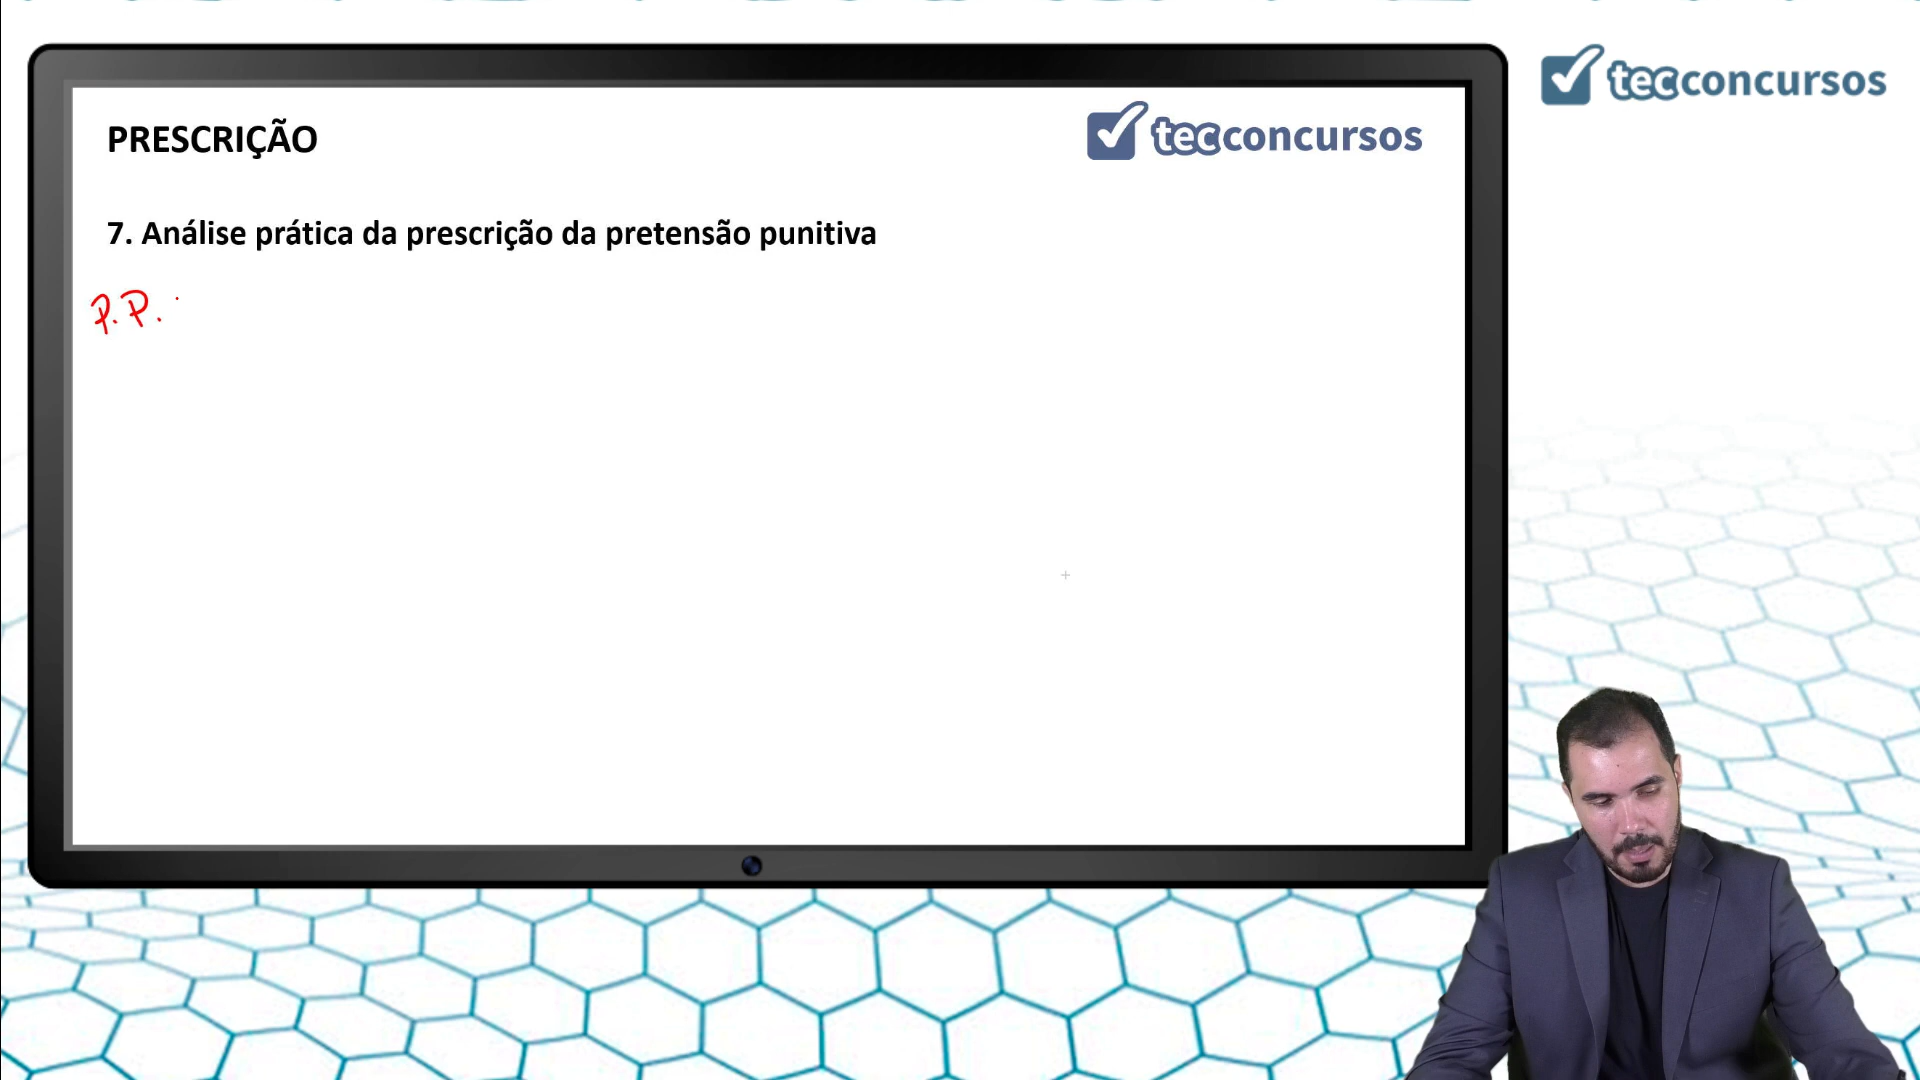 tecconcursos
PRESCRIÇÃO
tecconcursos
7. Análise prática da prescrição da pretensão punitiva
P.P.